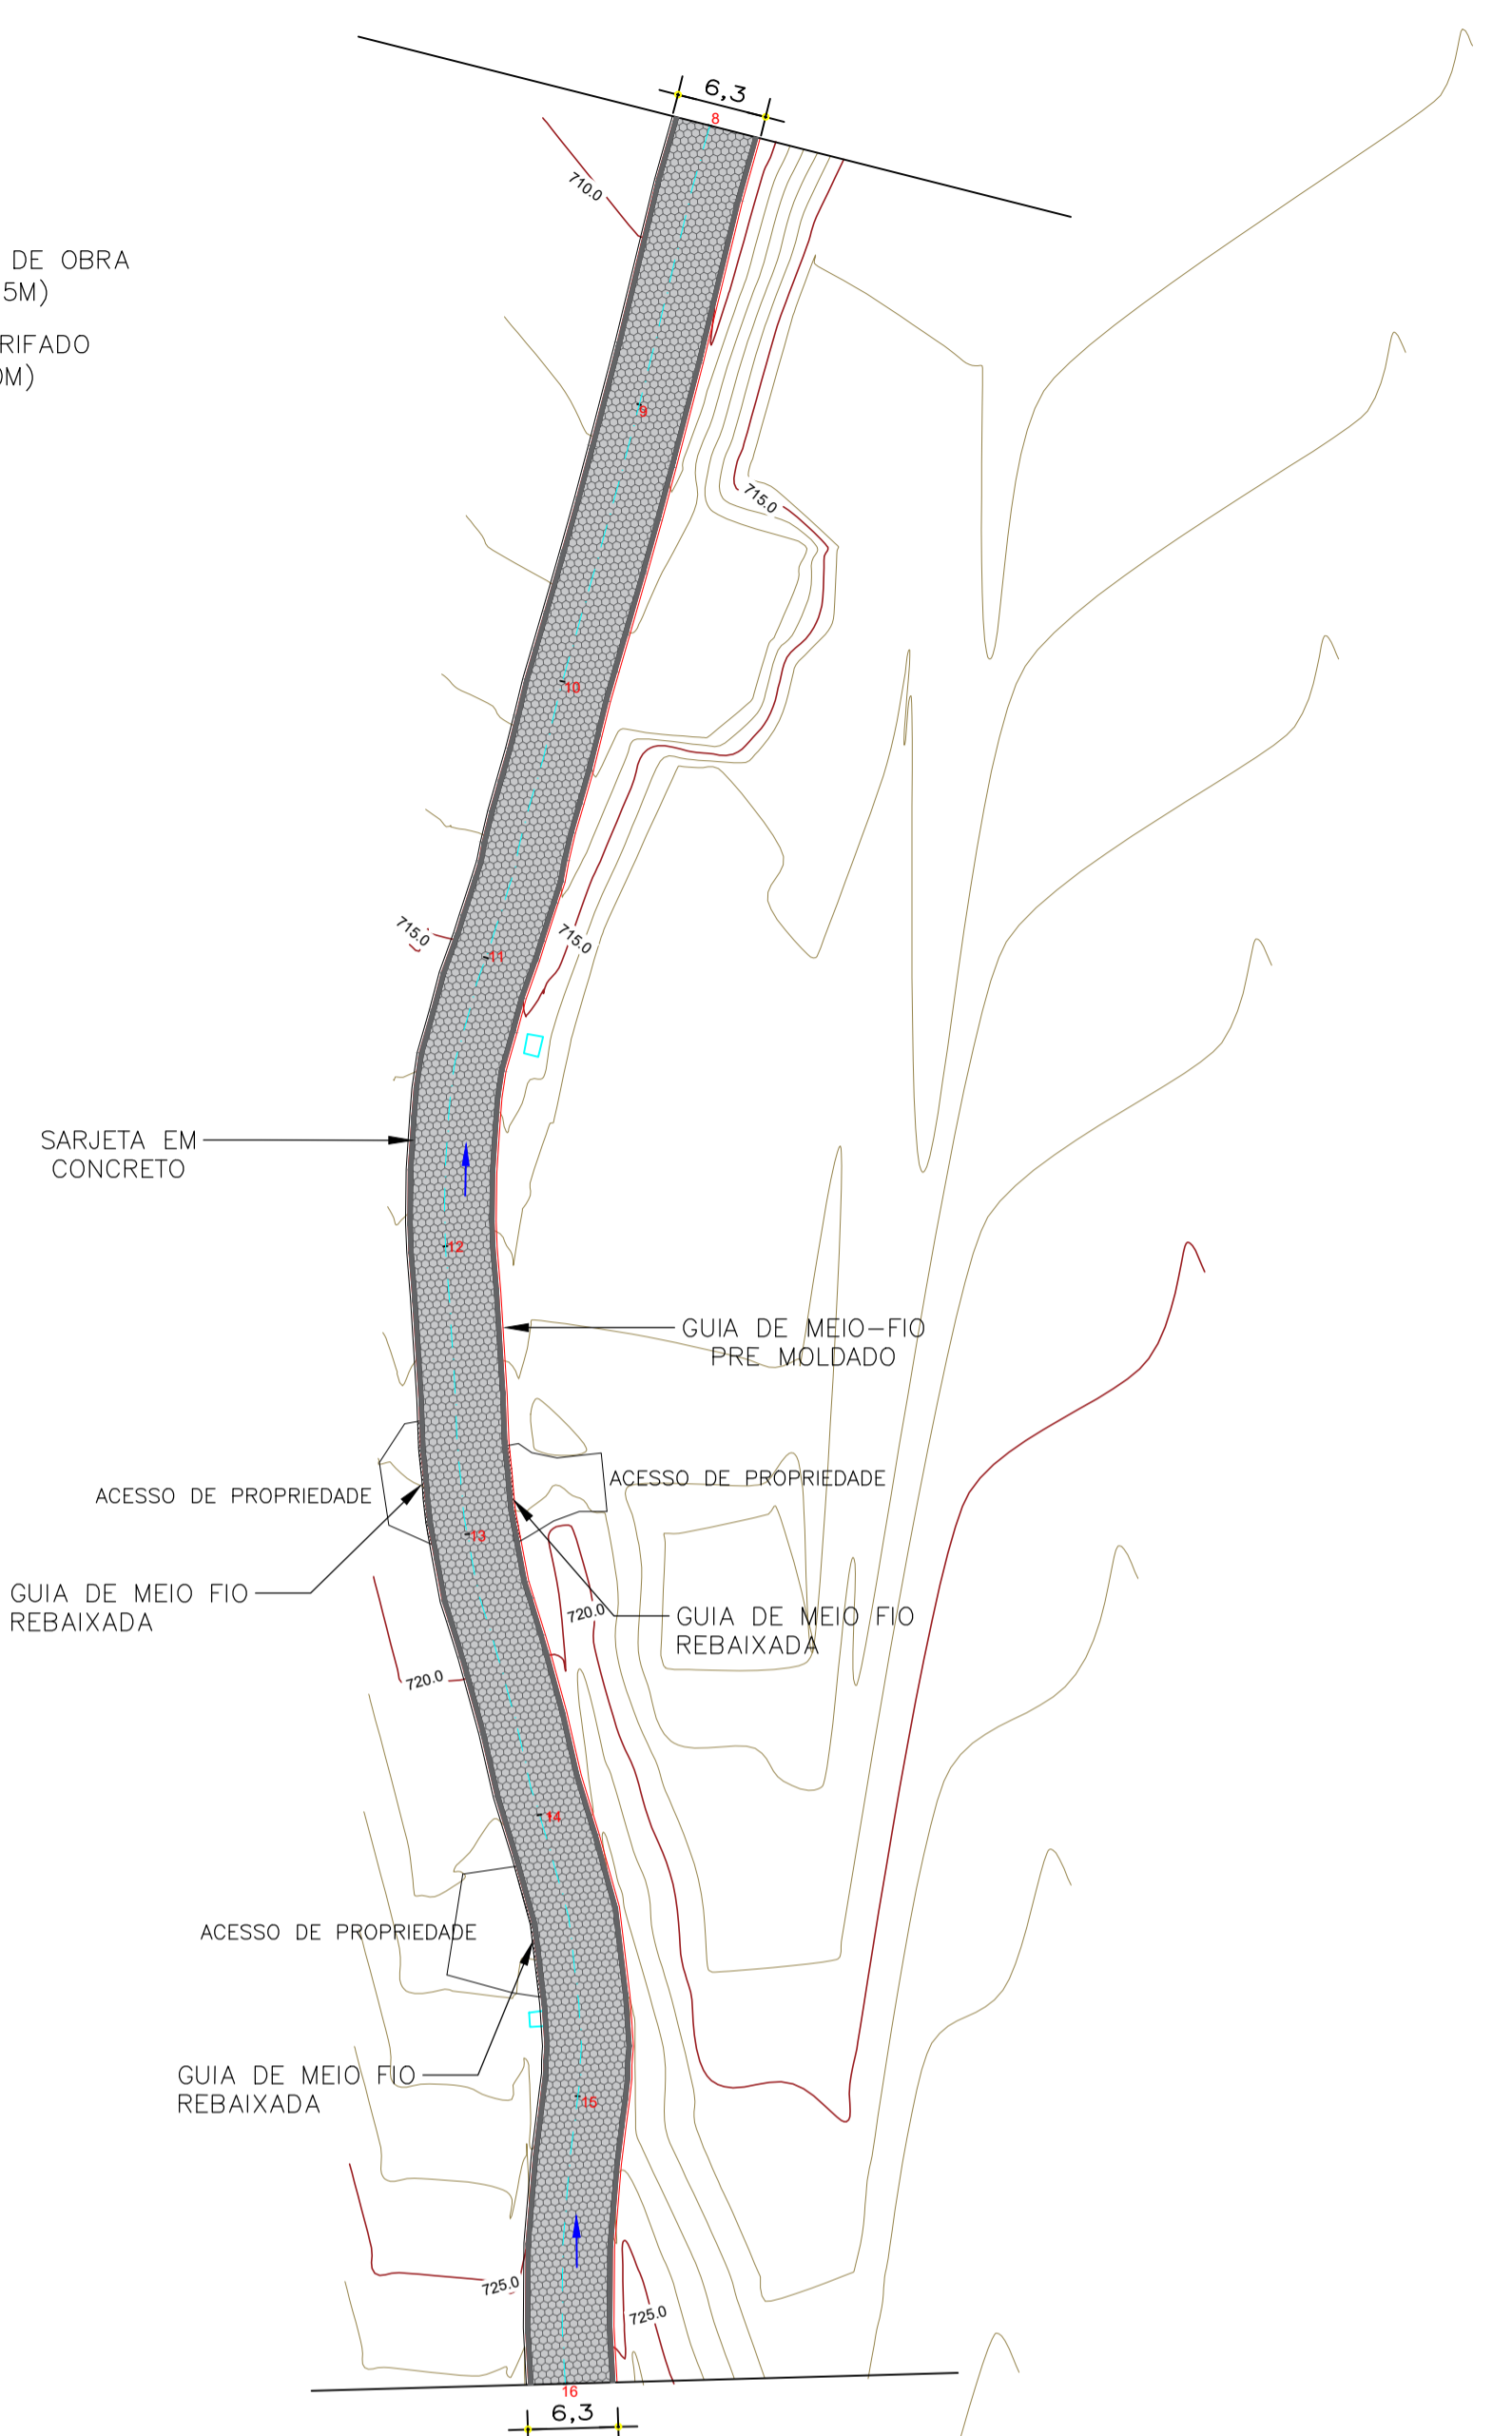 6,3
8
710.0
DE OBRA
5M)
RIFADO
0M)
9
715.0
10
715.0
715.0
11
SARJETA EM
CONCRETO
12
GUIA DE MEIO-FIO
PRE MOLDADO
ACESSO DE PROPRIEDADE
ACESSO DE PROPRIEDADE
13
GUIA DE MEIO FIO
REBAIXADA
720.0
GUIA DE MEIO FIO
REBAIXADA
720.0
14
ACESSO DE PROPRIEDADE
GUIA DE MEIO FIO
REBAIXADA
15
725.0
725.0
16
6,3